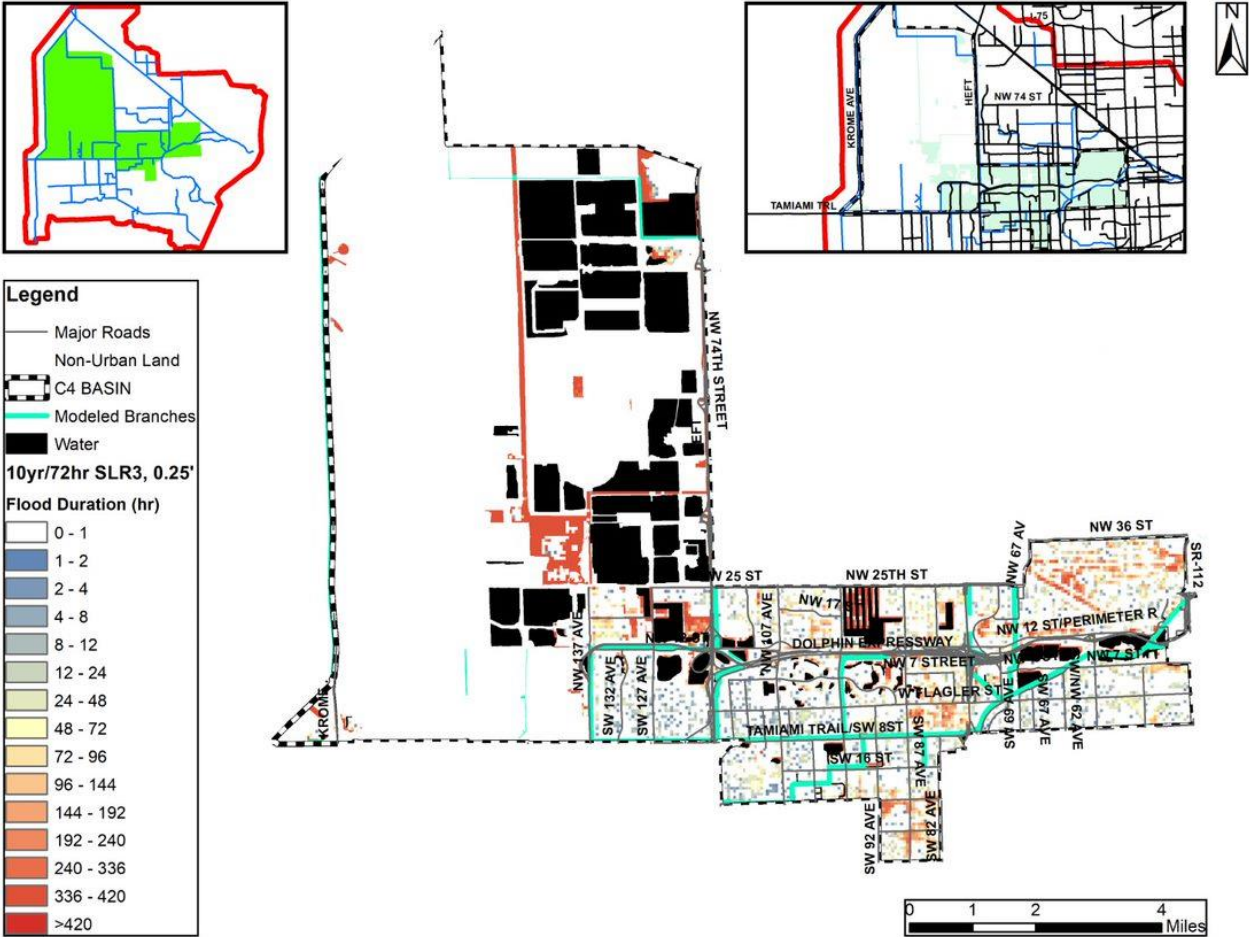 N
I-75
NW 74 ST
HEFT
KROME AVE
TAMIAMI TRL
Legend
Major Roads
Non-Urban Land
C4 BASIN
Modeled Branches
Water
10yr/72hr SLR3, 0.25'
Flood Duration (hr)
0 - 1
1 - 2
2 - 4
4 - 8
8 - 12
12 - 24
24 - 48
48 - 72
72 - 96
96 - 144
144 - 192
192 - 240
240 - 336
336 - 420
>420
NW 74TH STREET
EFT
NW 36 ST
NW 67 AV
SR-112
25 ST
NW 25TH ST
NW 137 AVE
NW 17
NW 107 AVE
NW 12 ST/PERIMETER R
DOLPHIN EXPRESSWAY
NW 7 STREET
NW 7 ST
SW 132 AVE
SW 127 AVE
W FLAGLER ST
KROME
TAMIAMI TRAIL/SW 8ST
SW 87 AVE
SW 69 AVE
SW 67 AVE
W/NW 62 AVE
SW 16 ST
SW 92 AVE
SW 82 AVE
0 1 2 4
Miles